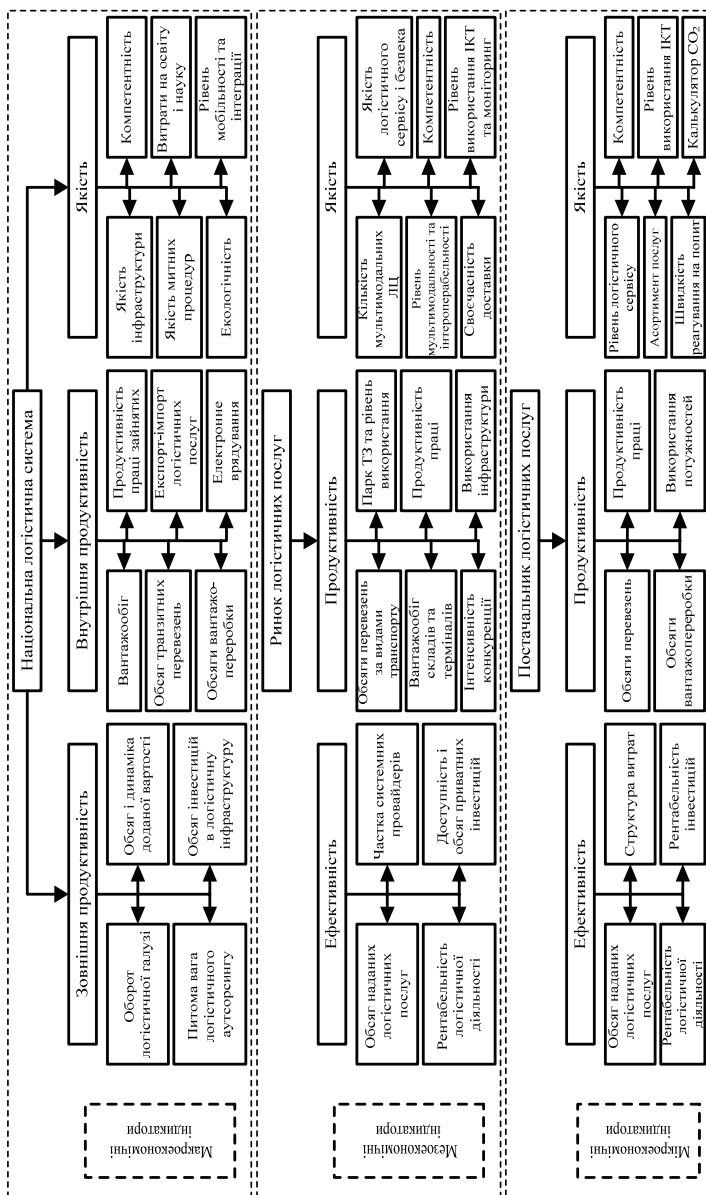 Макроекономічні
індикатори
Національна логістична система
Зовнішня продуктивність
Оборот
логістичної галузі
Питома вага
логістичного
аутсорсингу
Обсяг і динаміка
доданої вартості
Обсяг інвестицій
в логістичну
інфраструктуру
Внутрішня продуктивність
Вантажообіг
Обсяг транзитних
перевезень
Обсяги вантажо-
переробки
Продуктивність
праці зайнятих
Експорт-імпорт
логістичних
послуг
Електронне
врядування
Якість
Якість
інфраструктури
Якість митних
процедур
Екологічність
Компетентність
Витрати на освіту
і науку
Рівень
мобільності та
інтеграції
Мезоекономічні
індикатори
Ринок логістичних послуг
Ефективність
Обсяг наданих
логістичних
послуг
Рентабельність
логістичної
діяльності
Частка системних
провайдерів
Доступність і
обсяг приватних
інвестицій
Продуктивність
Обсяги перевезень
за видами
транспорту
Вантажообіг
складів та
терміналів
Інтенсивність
конкуренції
Парк ТЗ та рівень
використання
Продуктивність
праці
Використання
інфраструктури
Якість
Кількість
мультимодальних
ЛЦ
Рівень
мультимодальності та
інтероперабельності
Своєчасність
доставки
Якість
логістичного
сервісу і безпека
Компетентність
Рівень
використання ІКТ
та моніторинг
Мікроекономічні
індикатори
Постачальник логістичних послуг
Ефективність
Обсяг наданих
логістичних
послуг
Рентабельність
логістичної
діяльності
Структура витрат
Рентабельність
інвестицій
Продуктивність
Обсяги перевезень
Обсяги
вантажопереробки
Продуктивність
праці
Використання
потужностей
Якість
Рівень логістичного
сервісу
Асортимент послуг
Швидкість
реагування на попит
Компетентність
Рівень
використання ІКТ
Калькулятор CO₂